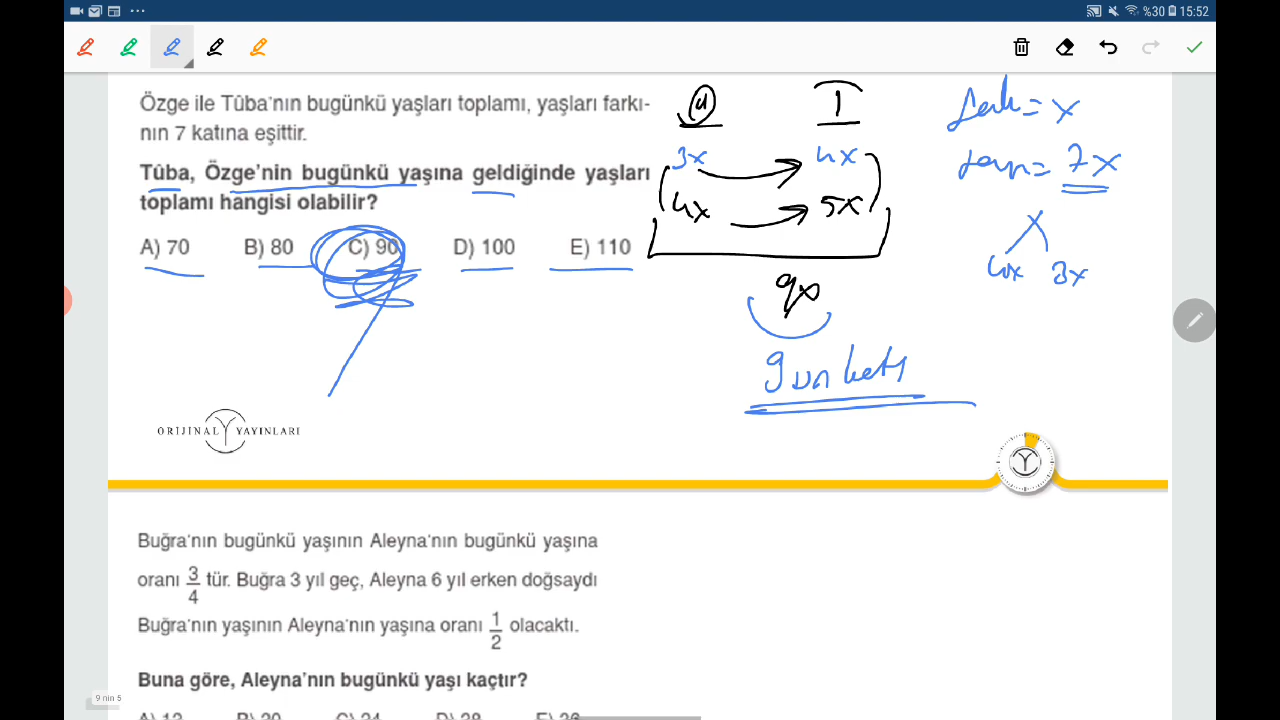 %30 15:52
Özge ile Tûba'nın bugünkü yaşları toplamı, yaşları farkı-
nın 7 katına eşittir.
Tûba, Özge'nin bugünkü yaşına geldiğinde yaşları
toplamı hangisi olabilir?
A) 70 B) 80 C) 90 D) 100 E) 110
3x 4x
4x 5x
9x
9 un katı
fark = x
= 7x
4x 3x
ORİJİNAL YAYINLARI
Buğra'nın bugünkü yaşının Aleyna'nın bugünkü yaşına
oranı 3/4 tür. Buğra 3 yıl geç, Aleyna 6 yıl erken doğsaydı
Buğra'nın yaşının Aleyna'nın yaşına oranı 1/2 olacaktı.
Buna göre, Aleyna'nın bugünkü yaşı kaçtır?
9 nin 5